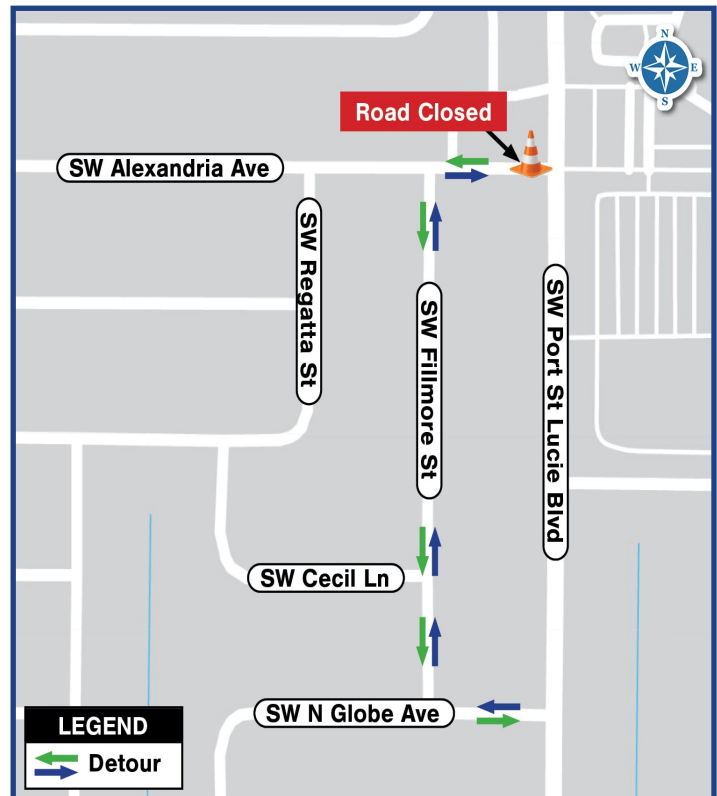 N
W E
S
Road Closed
SW Alexandria Ave
SW Regatta St
SW Fillmore St
SW Port St Lucie Blvd
SW Cecil Ln
SW N Globe Ave
LEGEND
Detour